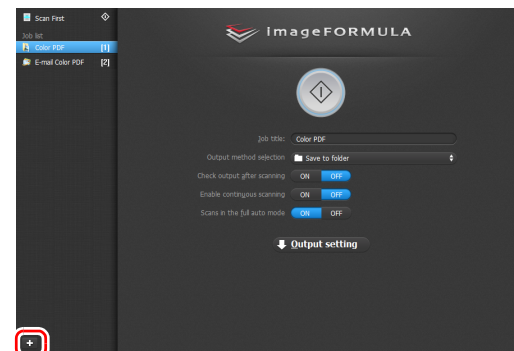 Scan First
Job list
Color PDF [1]
E-mail Color PDF [2]
imageFORMULA
Job title: Color PDF
Output method selection Save to folder
Check output after scanning ON OFF
Enable continuous scanning ON OFF
Scans in the full auto mode ON OFF
Output setting
+